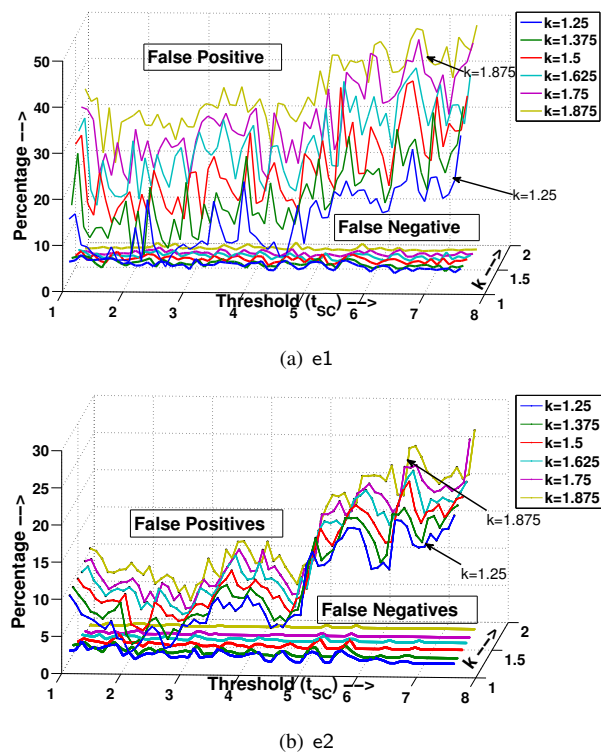 50
40
30
20
10
0
Percentage --->
False Positive
False Negative
k=1.875
k=1.25
1
2
3
4
5
6
7
8
Threshold (tSC) --->
1
1.5
2
k --->
k=1.25
k=1.375
k=1.5
k=1.625
k=1.75
k=1.875
(a) e1
30
25
20
15
10
5
0
Percentage --->
False Positives
False Negatives
k=1.875
k=1.25
1
2
3
4
5
6
7
8
Threshold (tSC) --->
1
1.5
2
k --->
k=1.25
k=1.375
k=1.5
k=1.625
k=1.75
k=1.875
(b) e2